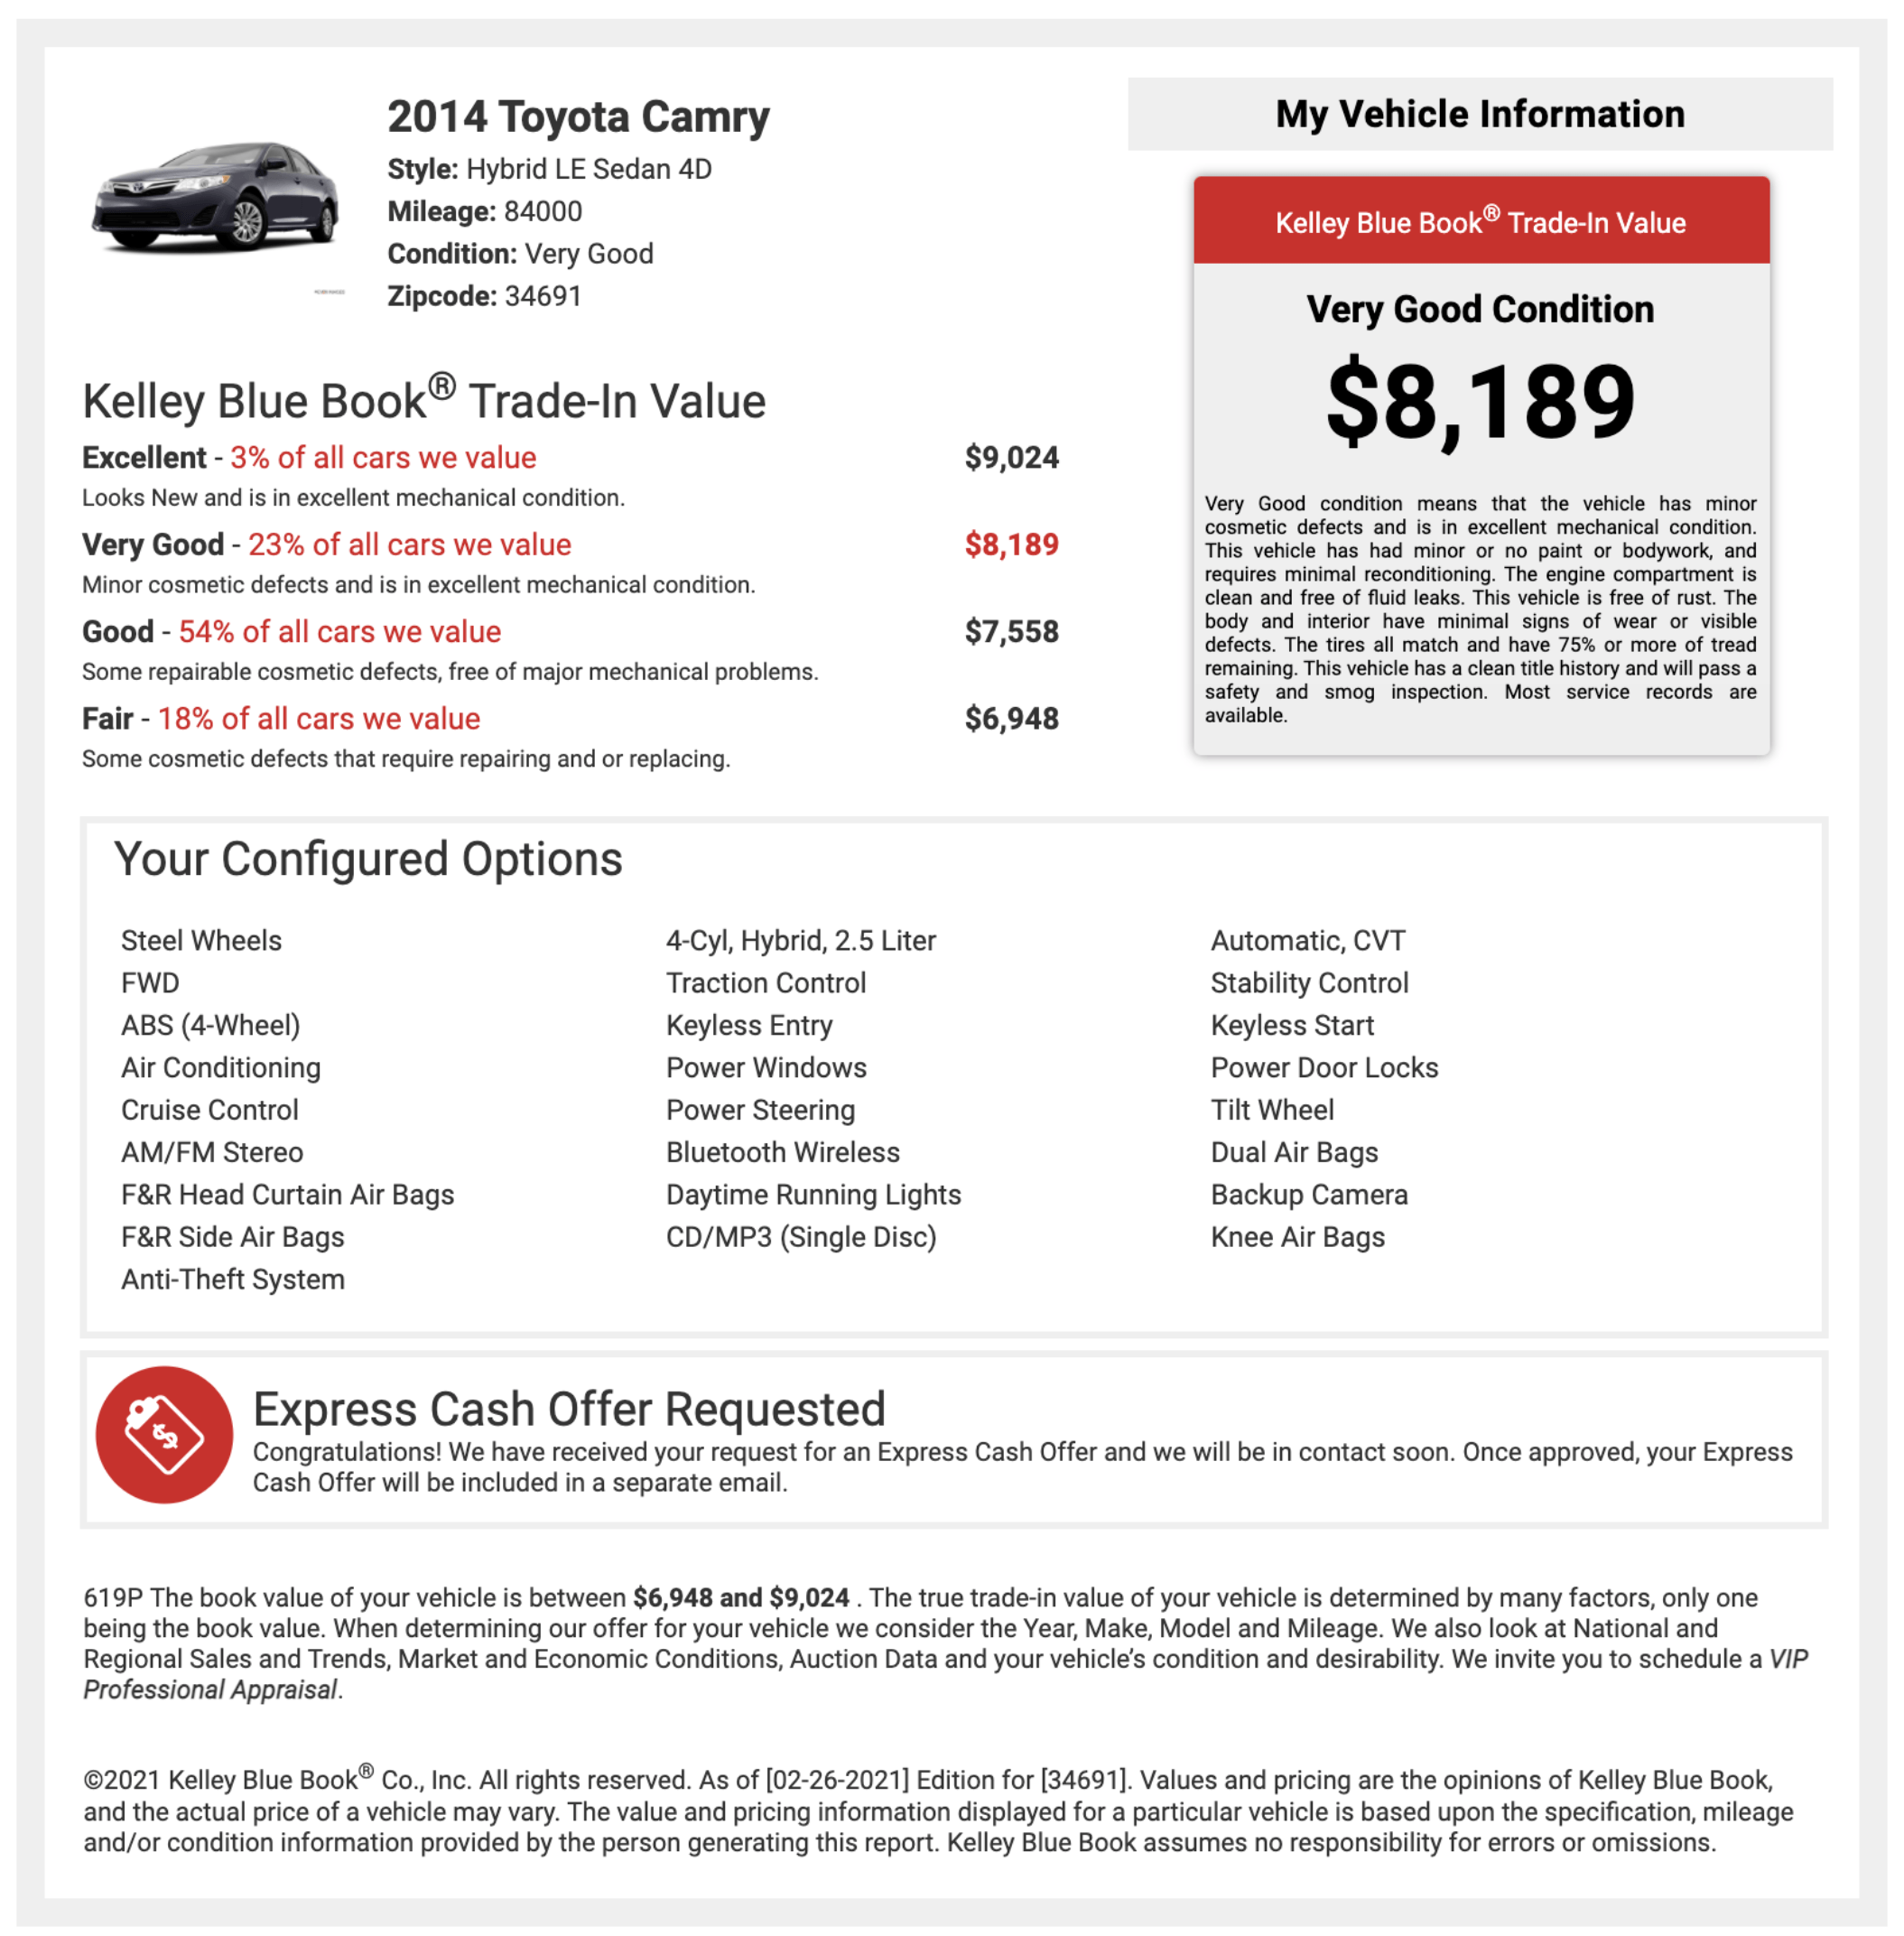 2014 Toyota Camry
Style: Hybrid LE Sedan 4D
Mileage: 84000
Condition: Very Good
Zipcode: 34691
My Vehicle Information
Kelley Blue Book® Trade-In Value
Very Good Condition
$8,189
Very Good condition means that the vehicle has minor
cosmetic defects and is in excellent mechanical condition.
This vehicle has had minor or no paint or bodywork, and
requires minimal reconditioning. The engine compartment is
clean and free of fluid leaks. This vehicle is free of rust. The
body and interior have minimal signs of wear or visible
defects. The tires all match and have 75% or more of tread
remaining. This vehicle has a clean title history and will pass a
safety and smog inspection. Most service records are
available.
Kelley Blue Book® Trade-In Value
Excellent - 3% of all cars we value $9,024
Looks New and is in excellent mechanical condition.
Very Good - 23% of all cars we value $8,189
Minor cosmetic defects and is in excellent mechanical condition.
Good - 54% of all cars we value $7,558
Some repairable cosmetic defects, free of major mechanical problems.
Fair - 18% of all cars we value $6,948
Some cosmetic defects that require repairing and or replacing.
Your Configured Options
Steel Wheels 4-Cyl, Hybrid, 2.5 Liter Automatic, CVT
FWD Traction Control Stability Control
ABS (4-Wheel) Keyless Entry Keyless Start
Air Conditioning Power Windows Power Door Locks
Cruise Control Power Steering Tilt Wheel
AM/FM Stereo Bluetooth Wireless Dual Air Bags
F&R Head Curtain Air Bags Daytime Running Lights Backup Camera
F&R Side Air Bags CD/MP3 (Single Disc) Knee Air Bags
Anti-Theft System
Express Cash Offer Requested
Congratulations! We have received your request for an Express Cash Offer and we will be in contact soon. Once approved, your Express
Cash Offer will be included in a separate email.
619P The book value of your vehicle is between $6,948 and $9,024 . The true trade-in value of your vehicle is determined by many factors, only one
being the book value. When determining our offer for your vehicle we consider the Year, Make, Model and Mileage. We also look at National and
Regional Sales and Trends, Market and Economic Conditions, Auction Data and your vehicle's condition and desirability. We invite you to schedule a VIP
Professional Appraisal.
©2021 Kelley Blue Book® Co., Inc. All rights reserved. As of [02-26-2021] Edition for [34691]. Values and pricing are the opinions of Kelley Blue Book,
and the actual price of a vehicle may vary. The value and pricing information displayed for a particular vehicle is based upon the specification, mileage
and/or condition information provided by the person generating this report. Kelley Blue Book assumes no responsibility for errors or omissions.